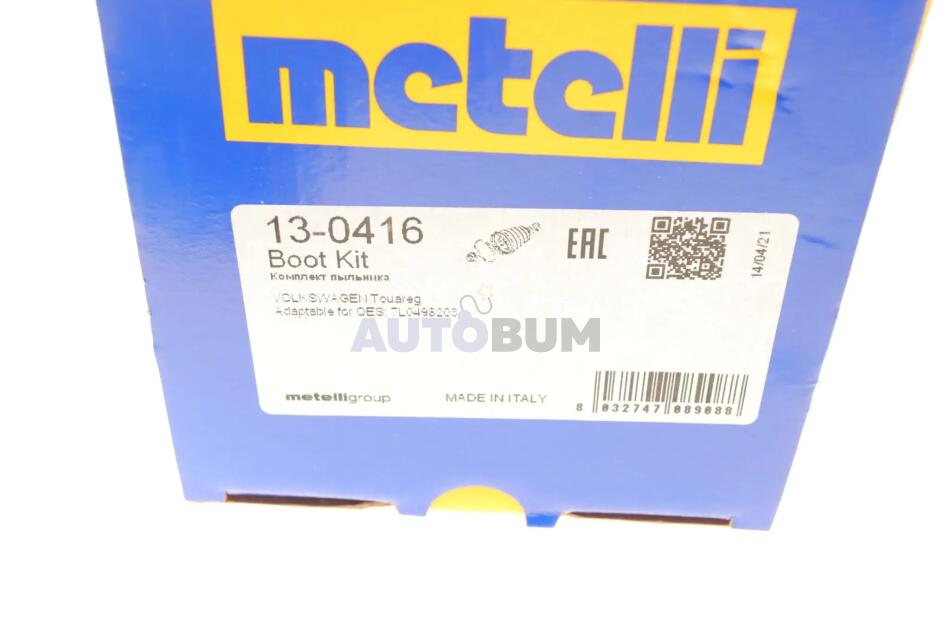 metelli
13-0416
Boot Kit
Комплект пыльника
VOLKSWAGEN Touareg
Adaptable for OES: 7L0498203
EAC
14/04/21
AUTOBUM
metelligroup
MADE IN ITALY
8 032747 089088